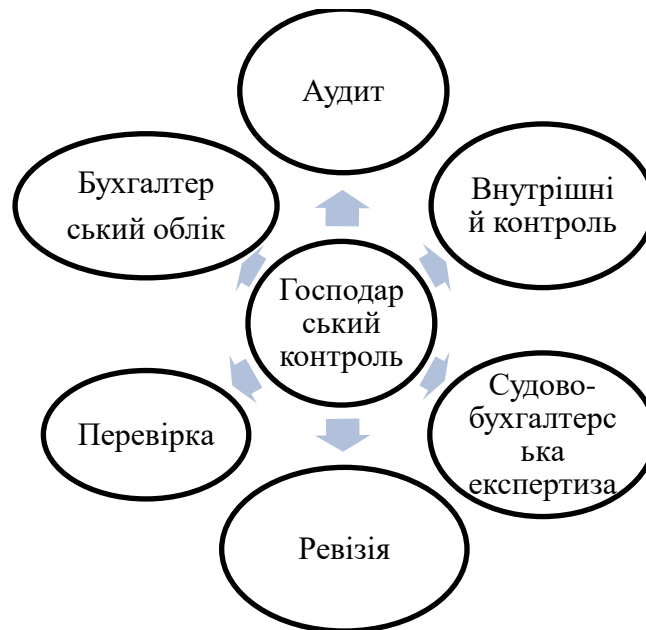 Аудит
Бухгалтер
ський облік
Внутрішні
й контроль
Господар
ський
контроль
Перевірка
Судово-
бухгалтерс
ька
експертиза
Ревізія